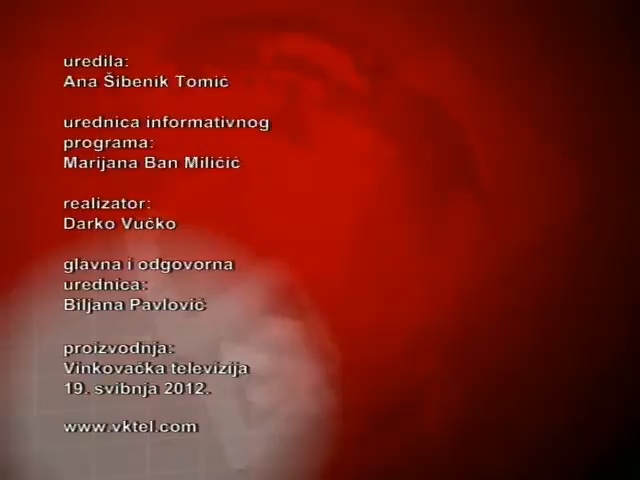 uredila:
Ana Šibenik Tomić
urednica informativnog
programa:
Marijana Ban Miličić
realizator:
Darko Vučko
glavna i odgovorna
urednica:
Biljana Pavlović
proizvodnja:
Vinkovačka televizija
19. svibnja 2012.
www.vktel.com